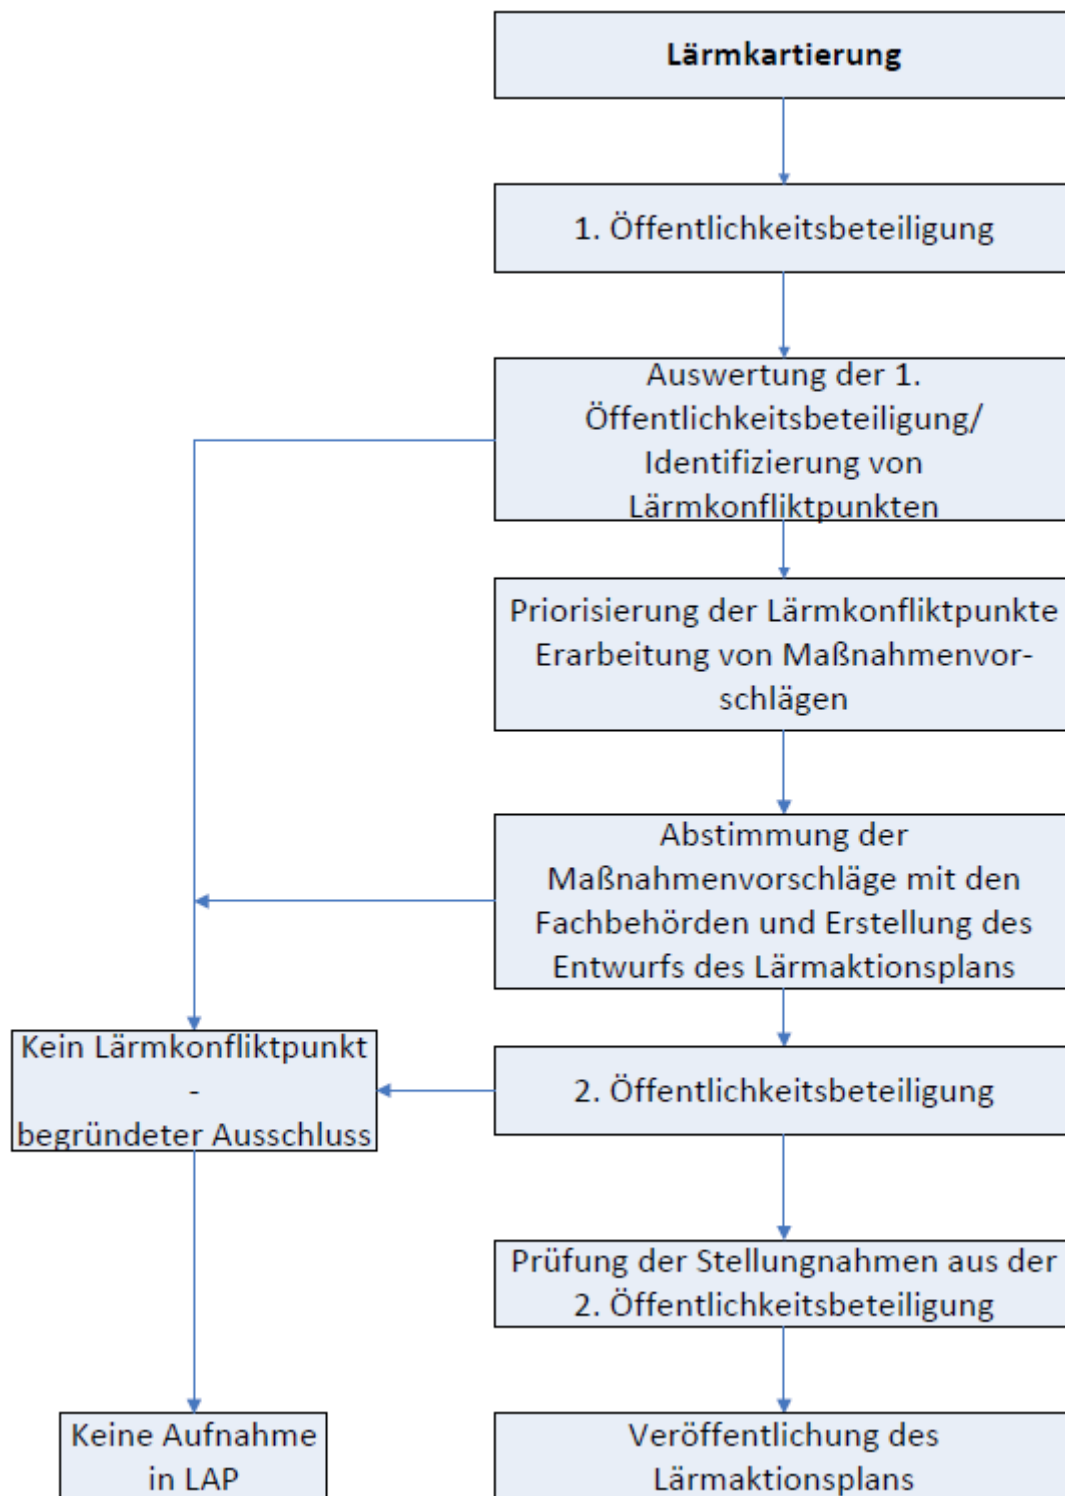 Lärmkartierung
1. Öffentlichkeitsbeteiligung
Auswertung der 1.
Öffentlichkeitsbeteiligung/
Identifizierung von
Lärmkonfliktpunkten
Priorisierung der Lärmkonfliktpunkte
Erarbeitung von Maßnahmenvor-
schlägen
Abstimmung der
Maßnahmenvorschläge mit den
Fachbehörden und Erstellung des
Entwurfs des Lärmaktionsplans
Kein Lärmkonfliktpunkt
-
begründeter Ausschluss
2. Öffentlichkeitsbeteiligung
Prüfung der Stellungnahmen aus der
2. Öffentlichkeitsbeteiligung
Keine Aufnahme
in LAP
Veröffentlichung des
Lärmaktionsplans